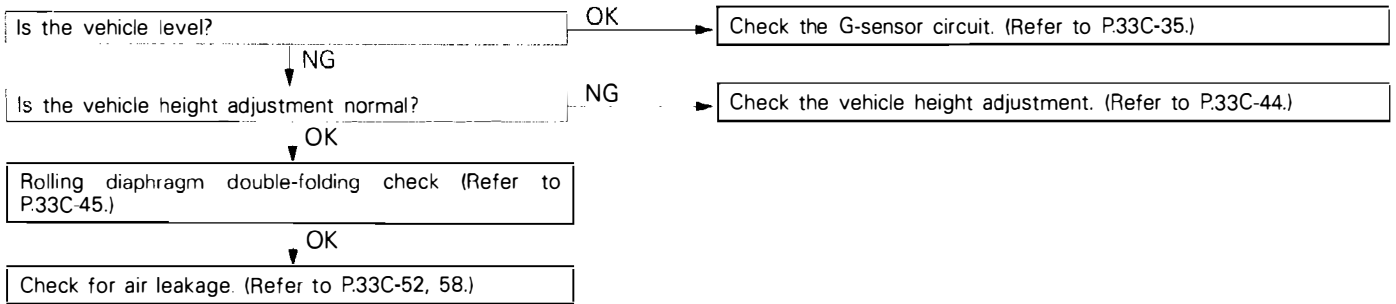 Is the vehicle level?
OK
Check the G-sensor circuit. (Refer to P.33C-35.)
NG
Is the vehicle height adjustment normal?
NG
Check the vehicle height adjustment. (Refer to P.33C-44.)
OK
Rolling diaphragm double-folding check (Refer to
P.33C-45.)
OK
Check for air leakage. (Refer to P.33C-52, 58.)